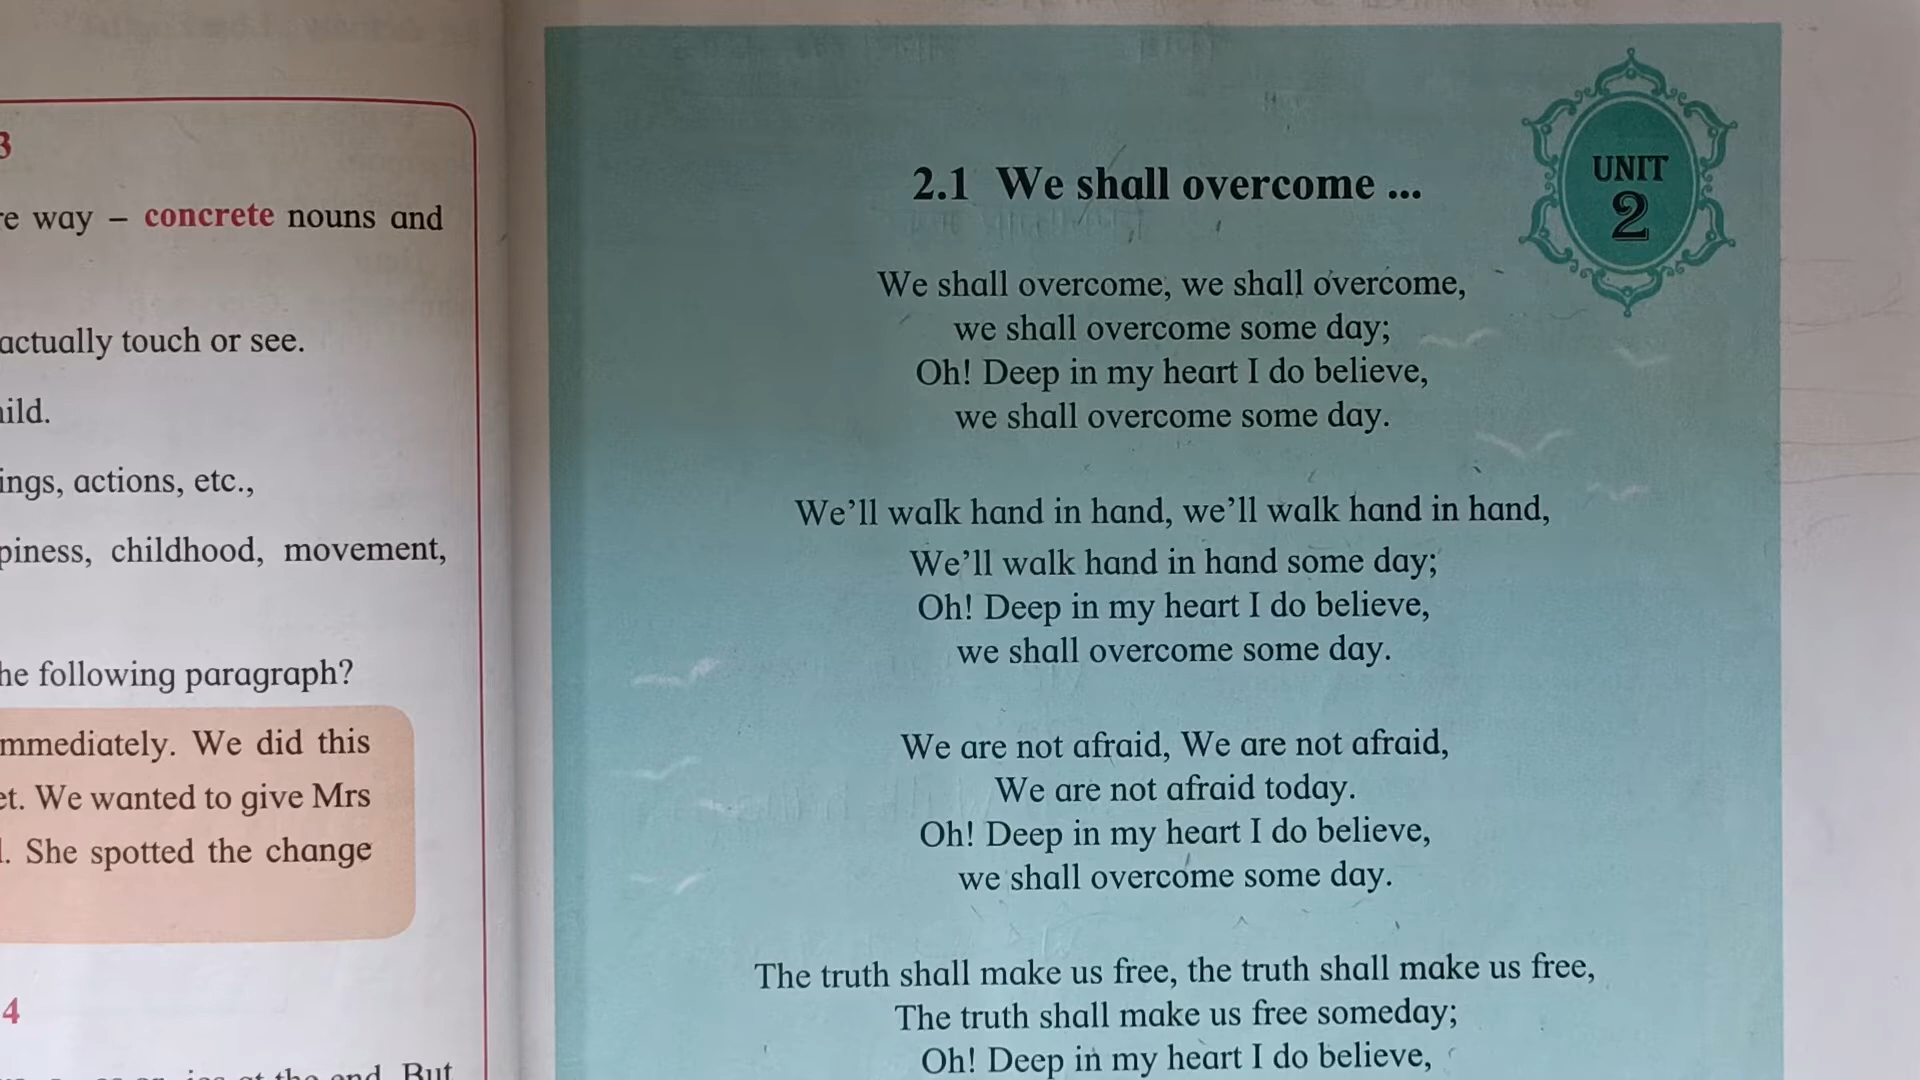 3
re way – concrete nouns and
actually touch or see.
ild.
ings, actions, etc.,
piness, childhood, movement,
he following paragraph?
mmediately. We did this
et. We wanted to give Mrs
. She spotted the change
4
at the end. But
UNIT
2
2.1 We shall overcome ...
We shall overcome, we shall overcome,
we shall overcome some day;
Oh! Deep in my heart I do believe,
we shall overcome some day.
We'll walk hand in hand, we'll walk hand in hand,
We'll walk hand in hand some day;
Oh! Deep in my heart I do believe,
we shall overcome some day.
We are not afraid, We are not afraid,
We are not afraid today.
Oh! Deep in my heart I do believe,
we shall overcome some day.
The truth shall make us free, the truth shall make us free,
The truth shall make us free someday;
Oh! Deep in my heart I do believe,